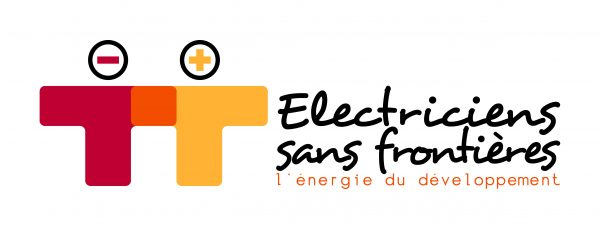 Electriciens
sans frontières
l'énergie du développement